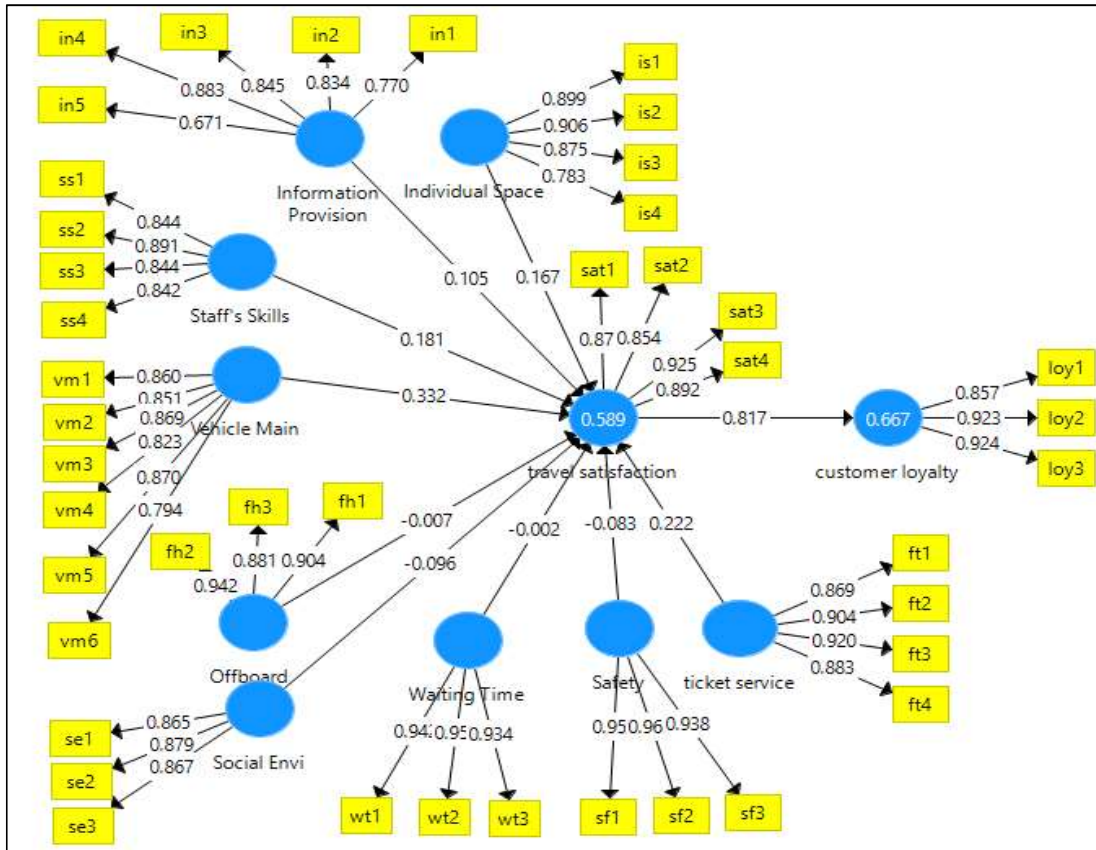 in4
in3
in2
in1
0.883
0.845
0.834
0.770
in5
0.671
Information
Provision
is1
0.899
is2
0.906
is3
0.875
is4
0.783
Individual Space
ss1
0.844
ss2
0.891
ss3
0.844
ss4
0.842
Staff's Skills
0.105
0.167
0.181
sat1
sat2
sat3
sat4
0.87
0.854
0.925
0.892
vm1
0.860
vm2
0.851
vm3
0.869
vm4
0.823
vm5
0.870
vm6
0.794
Vehicle Main
0.332
0.589
travel satisfaction
0.817
0.667
customer loyalty
loy1
0.857
loy2
0.923
loy3
0.924
fh2
fh3
fh1
0.942
0.881
0.904
Offboard
-0.007
-0.096
-0.002
-0.083
0.222
se1
0.865
se2
0.879
se3
0.867
Social Envi
Waiting Time
0.95
0.934
wt1
wt2
wt3
Safety
0.95
0.96
0.938
sf1
sf2
sf3
ticket service
ft1
0.869
ft2
0.904
ft3
0.920
ft4
0.883